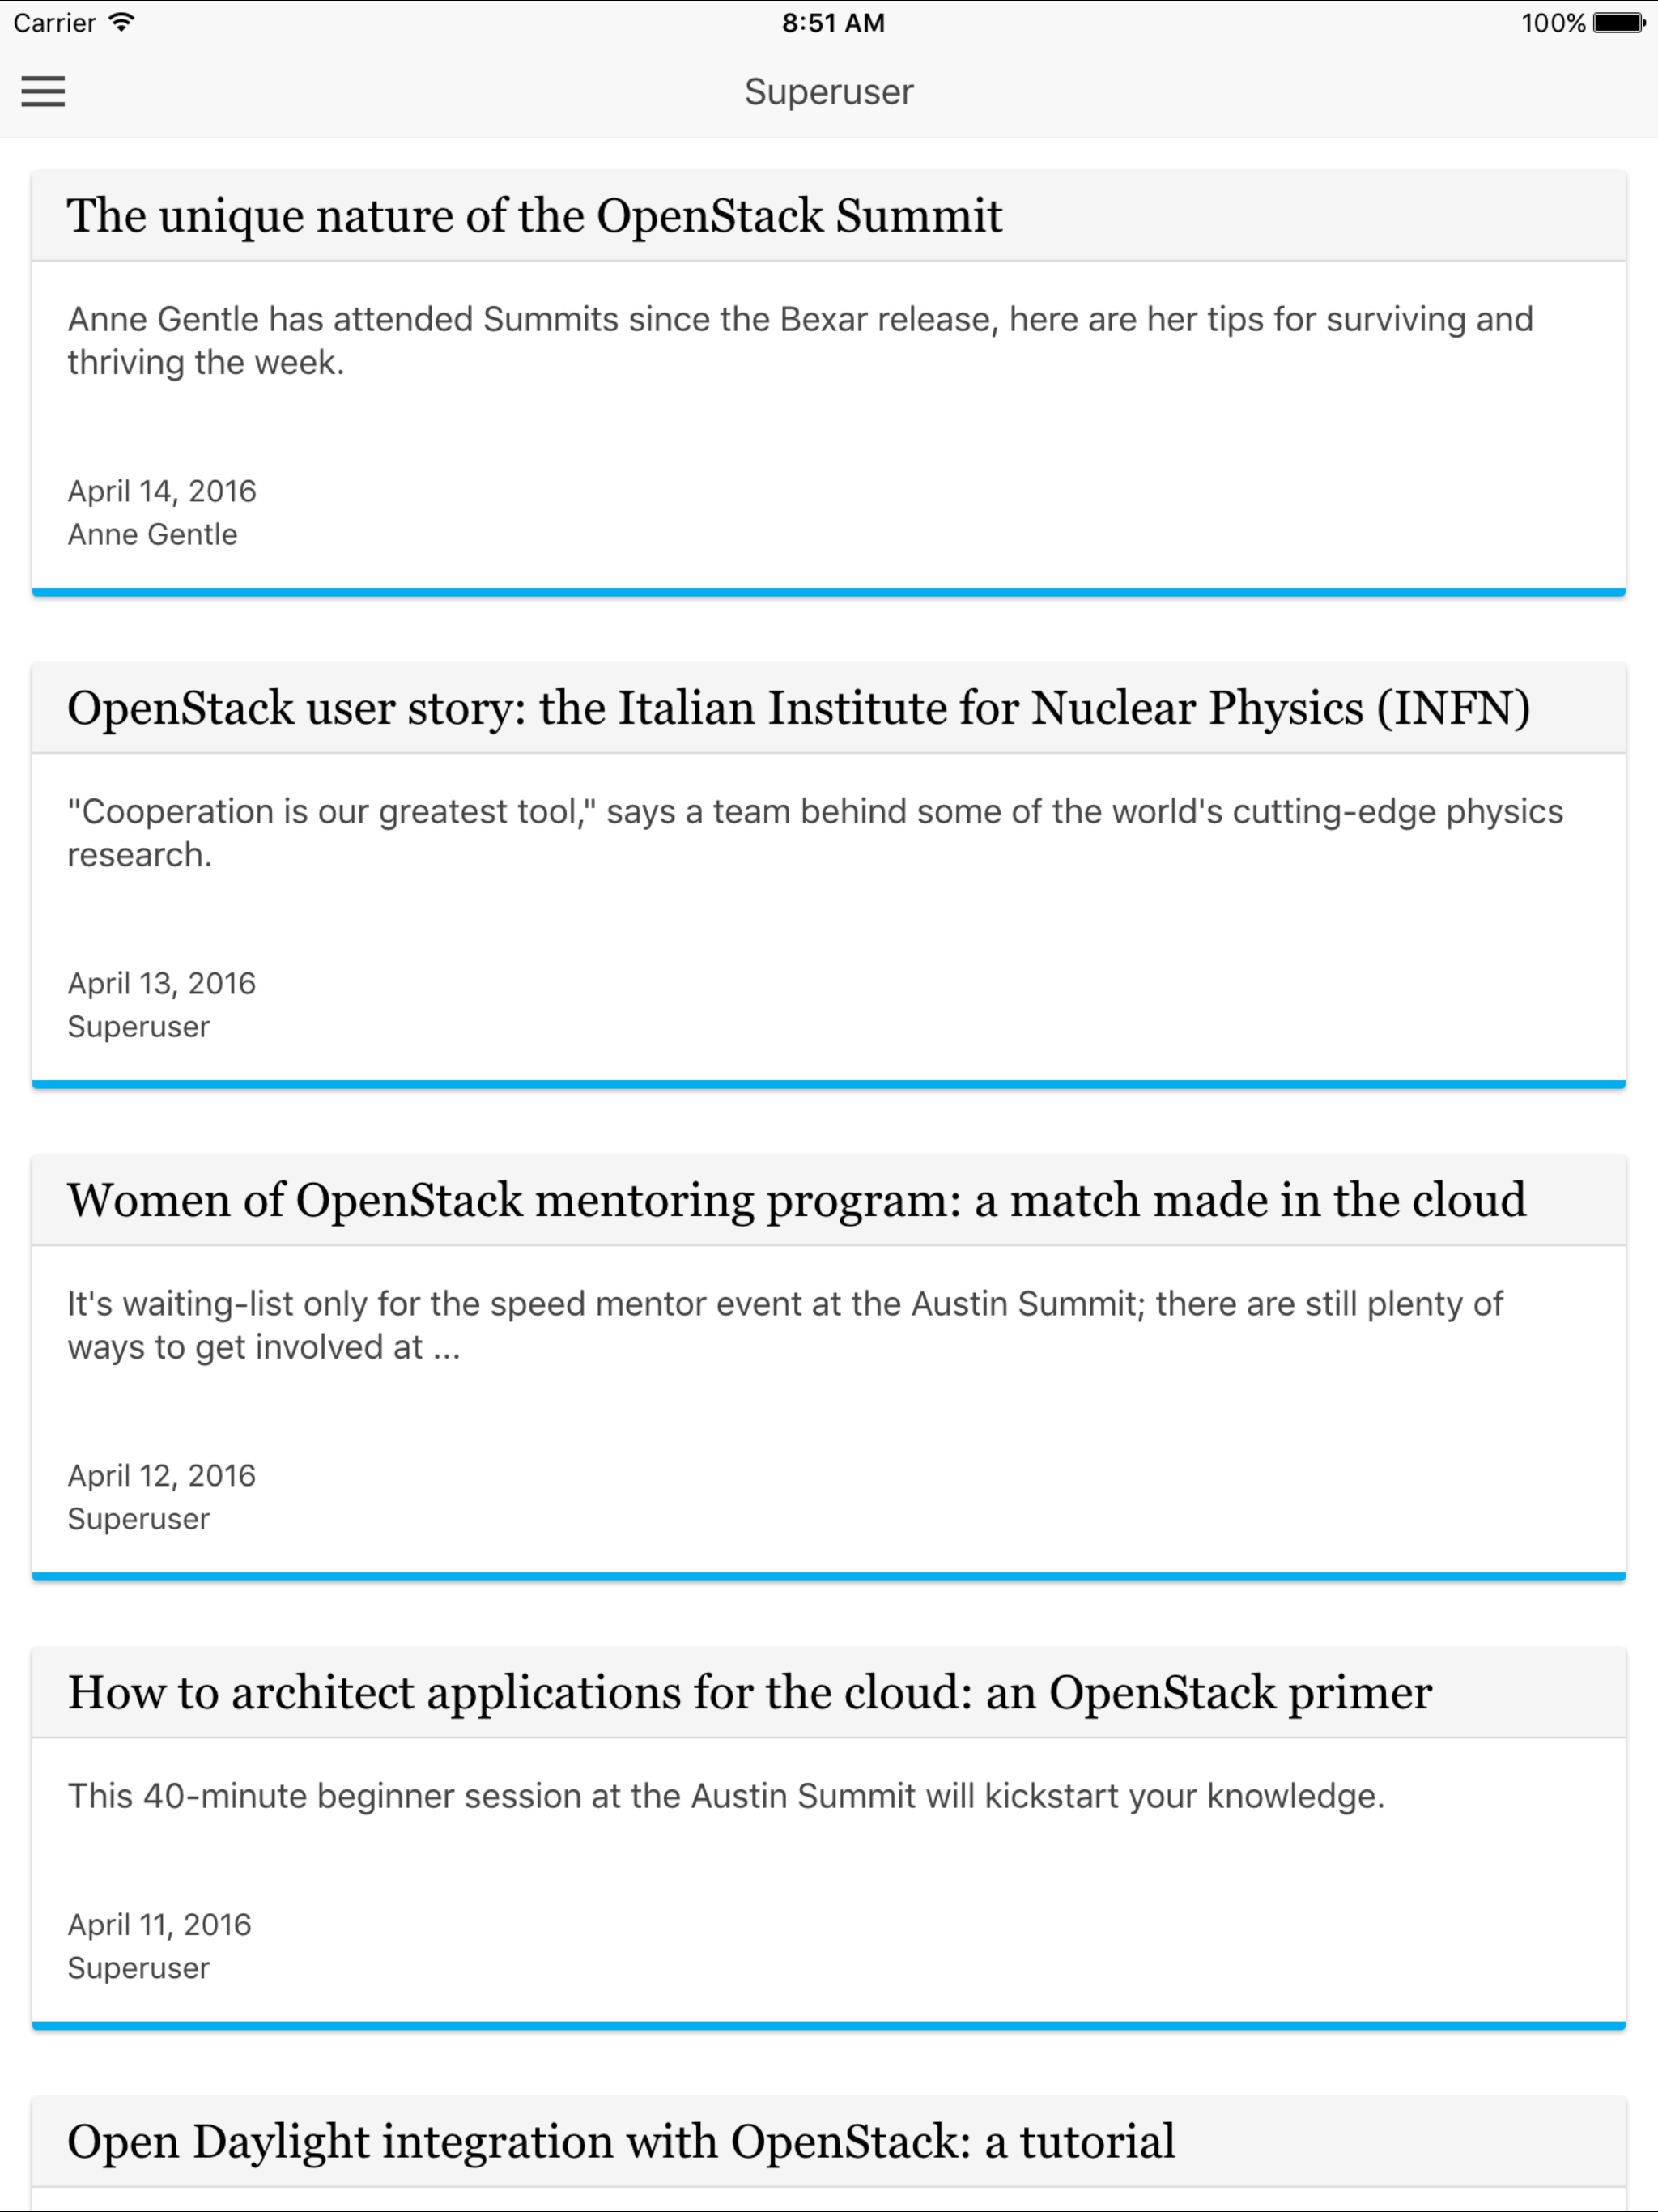 Carrier 8:51 AM 100%
Superuser
The unique nature of the OpenStack Summit
Anne Gentle has attended Summits since the Bexar release, here are her tips for surviving and
thriving the week.
April 14, 2016
Anne Gentle
OpenStack user story: the Italian Institute for Nuclear Physics (INFN)
"Cooperation is our greatest tool," says a team behind some of the world's cutting-edge physics
research.
April 13, 2016
Superuser
Women of OpenStack mentoring program: a match made in the cloud
It's waiting-list only for the speed mentor event at the Austin Summit; there are still plenty of
ways to get involved at ...
April 12, 2016
Superuser
How to architect applications for the cloud: an OpenStack primer
This 40-minute beginner session at the Austin Summit will kickstart your knowledge.
April 11, 2016
Superuser
Open Daylight integration with OpenStack: a tutorial